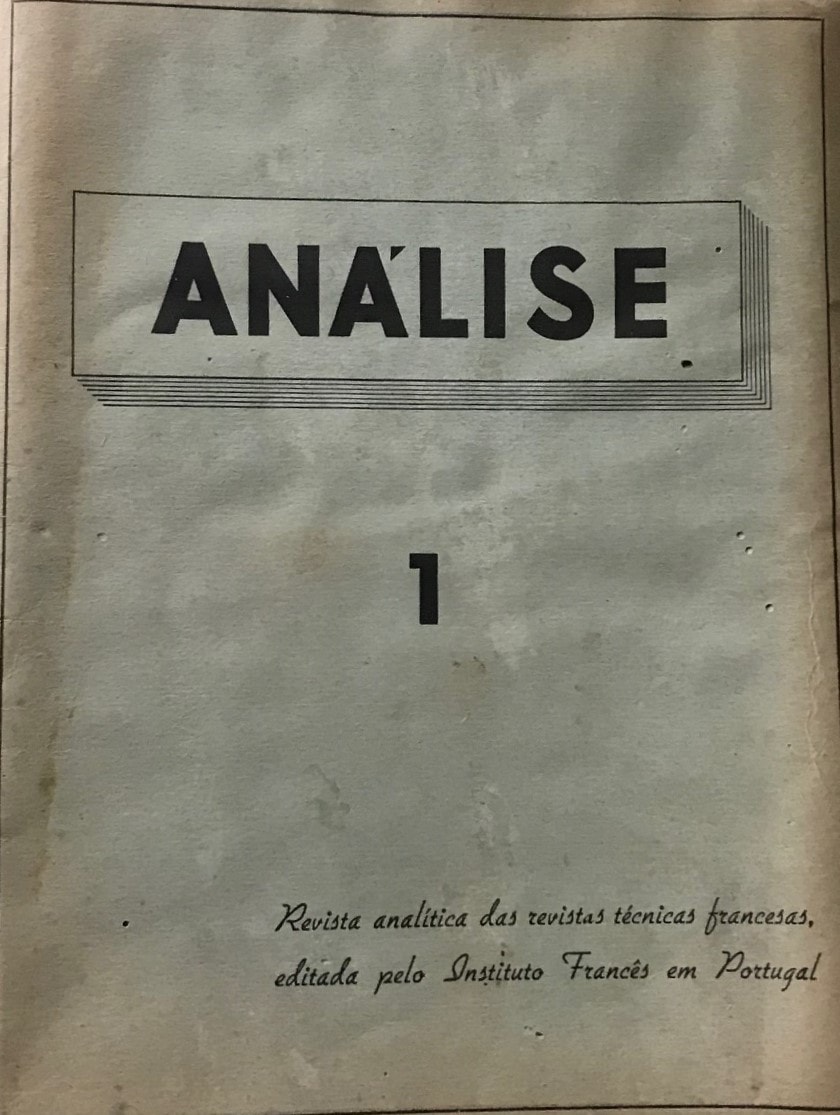 ANÁLISE
1
Revista analítica das revistas técnicas francesas,
editada pelo Instituto Francês em Portugal